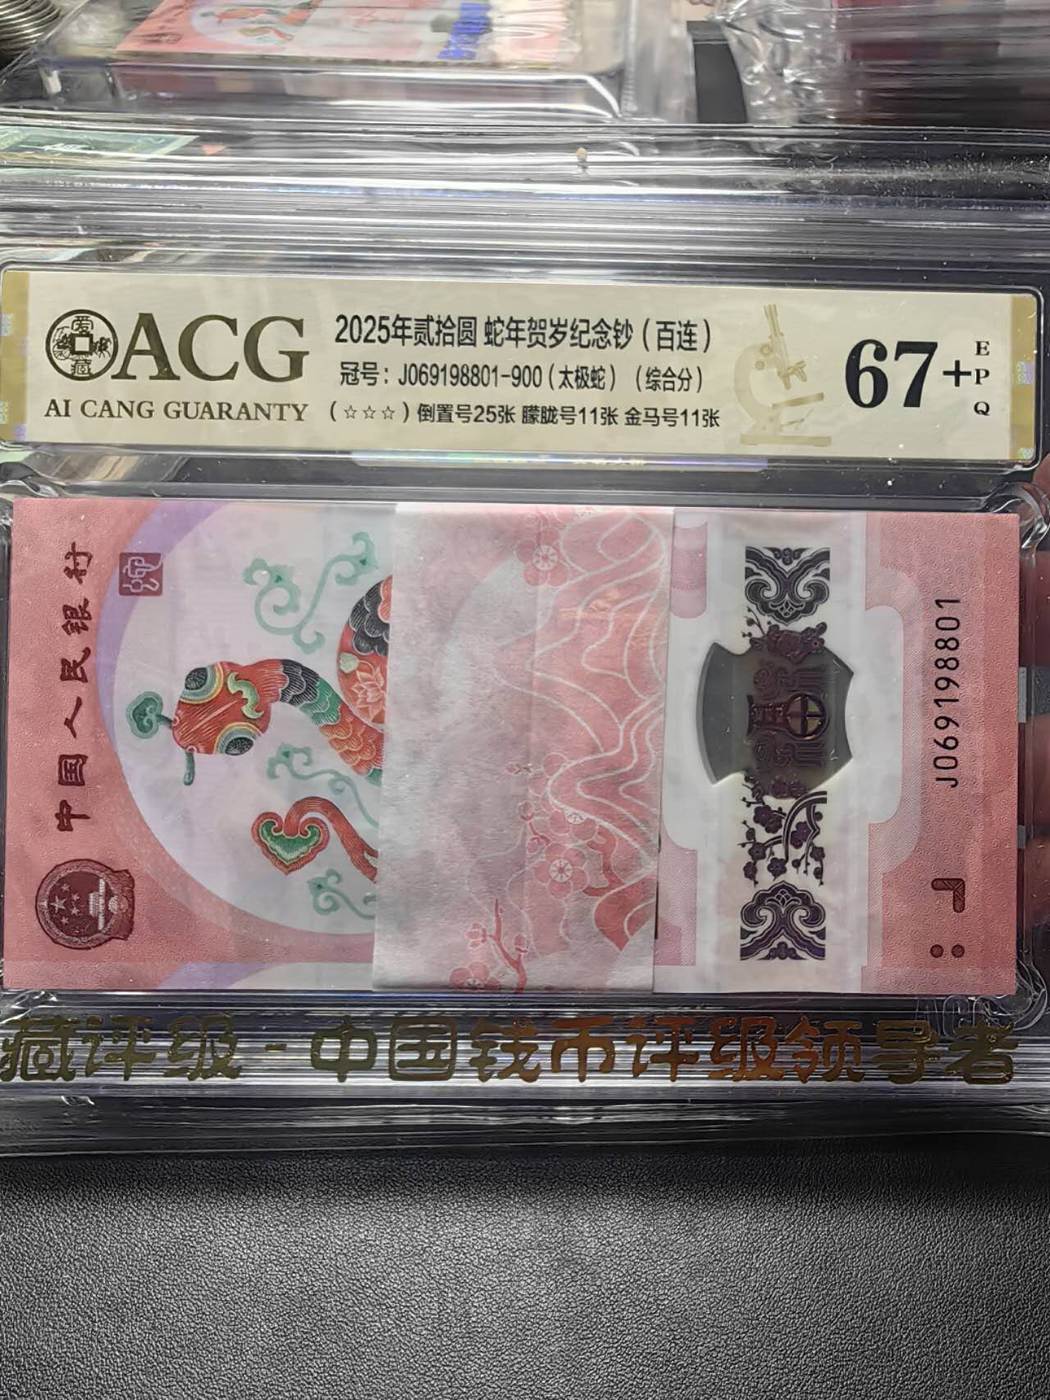 爱藏
ACG
AI CANG GUARANTY
2025年贰拾圆 蛇年贺岁纪念钞（百连）
冠号：J069198801-900（太极蛇）（综合分）
（☆☆☆）倒置号25张 朦胧号11张 金马号11张
67+
EPQ
中国人民银行
J069198801
藏评级-中国钱币评级领导者